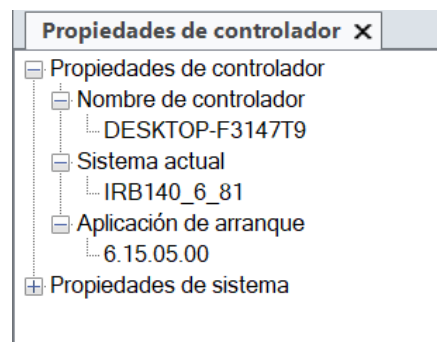 Propiedades de controlador
Propiedades de controlador
Nombre de controlador
DESKTOP-F3147T9
Sistema actual
IRB140_6_81
Aplicación de arranque
6.15.05.00
Propiedades de sistema